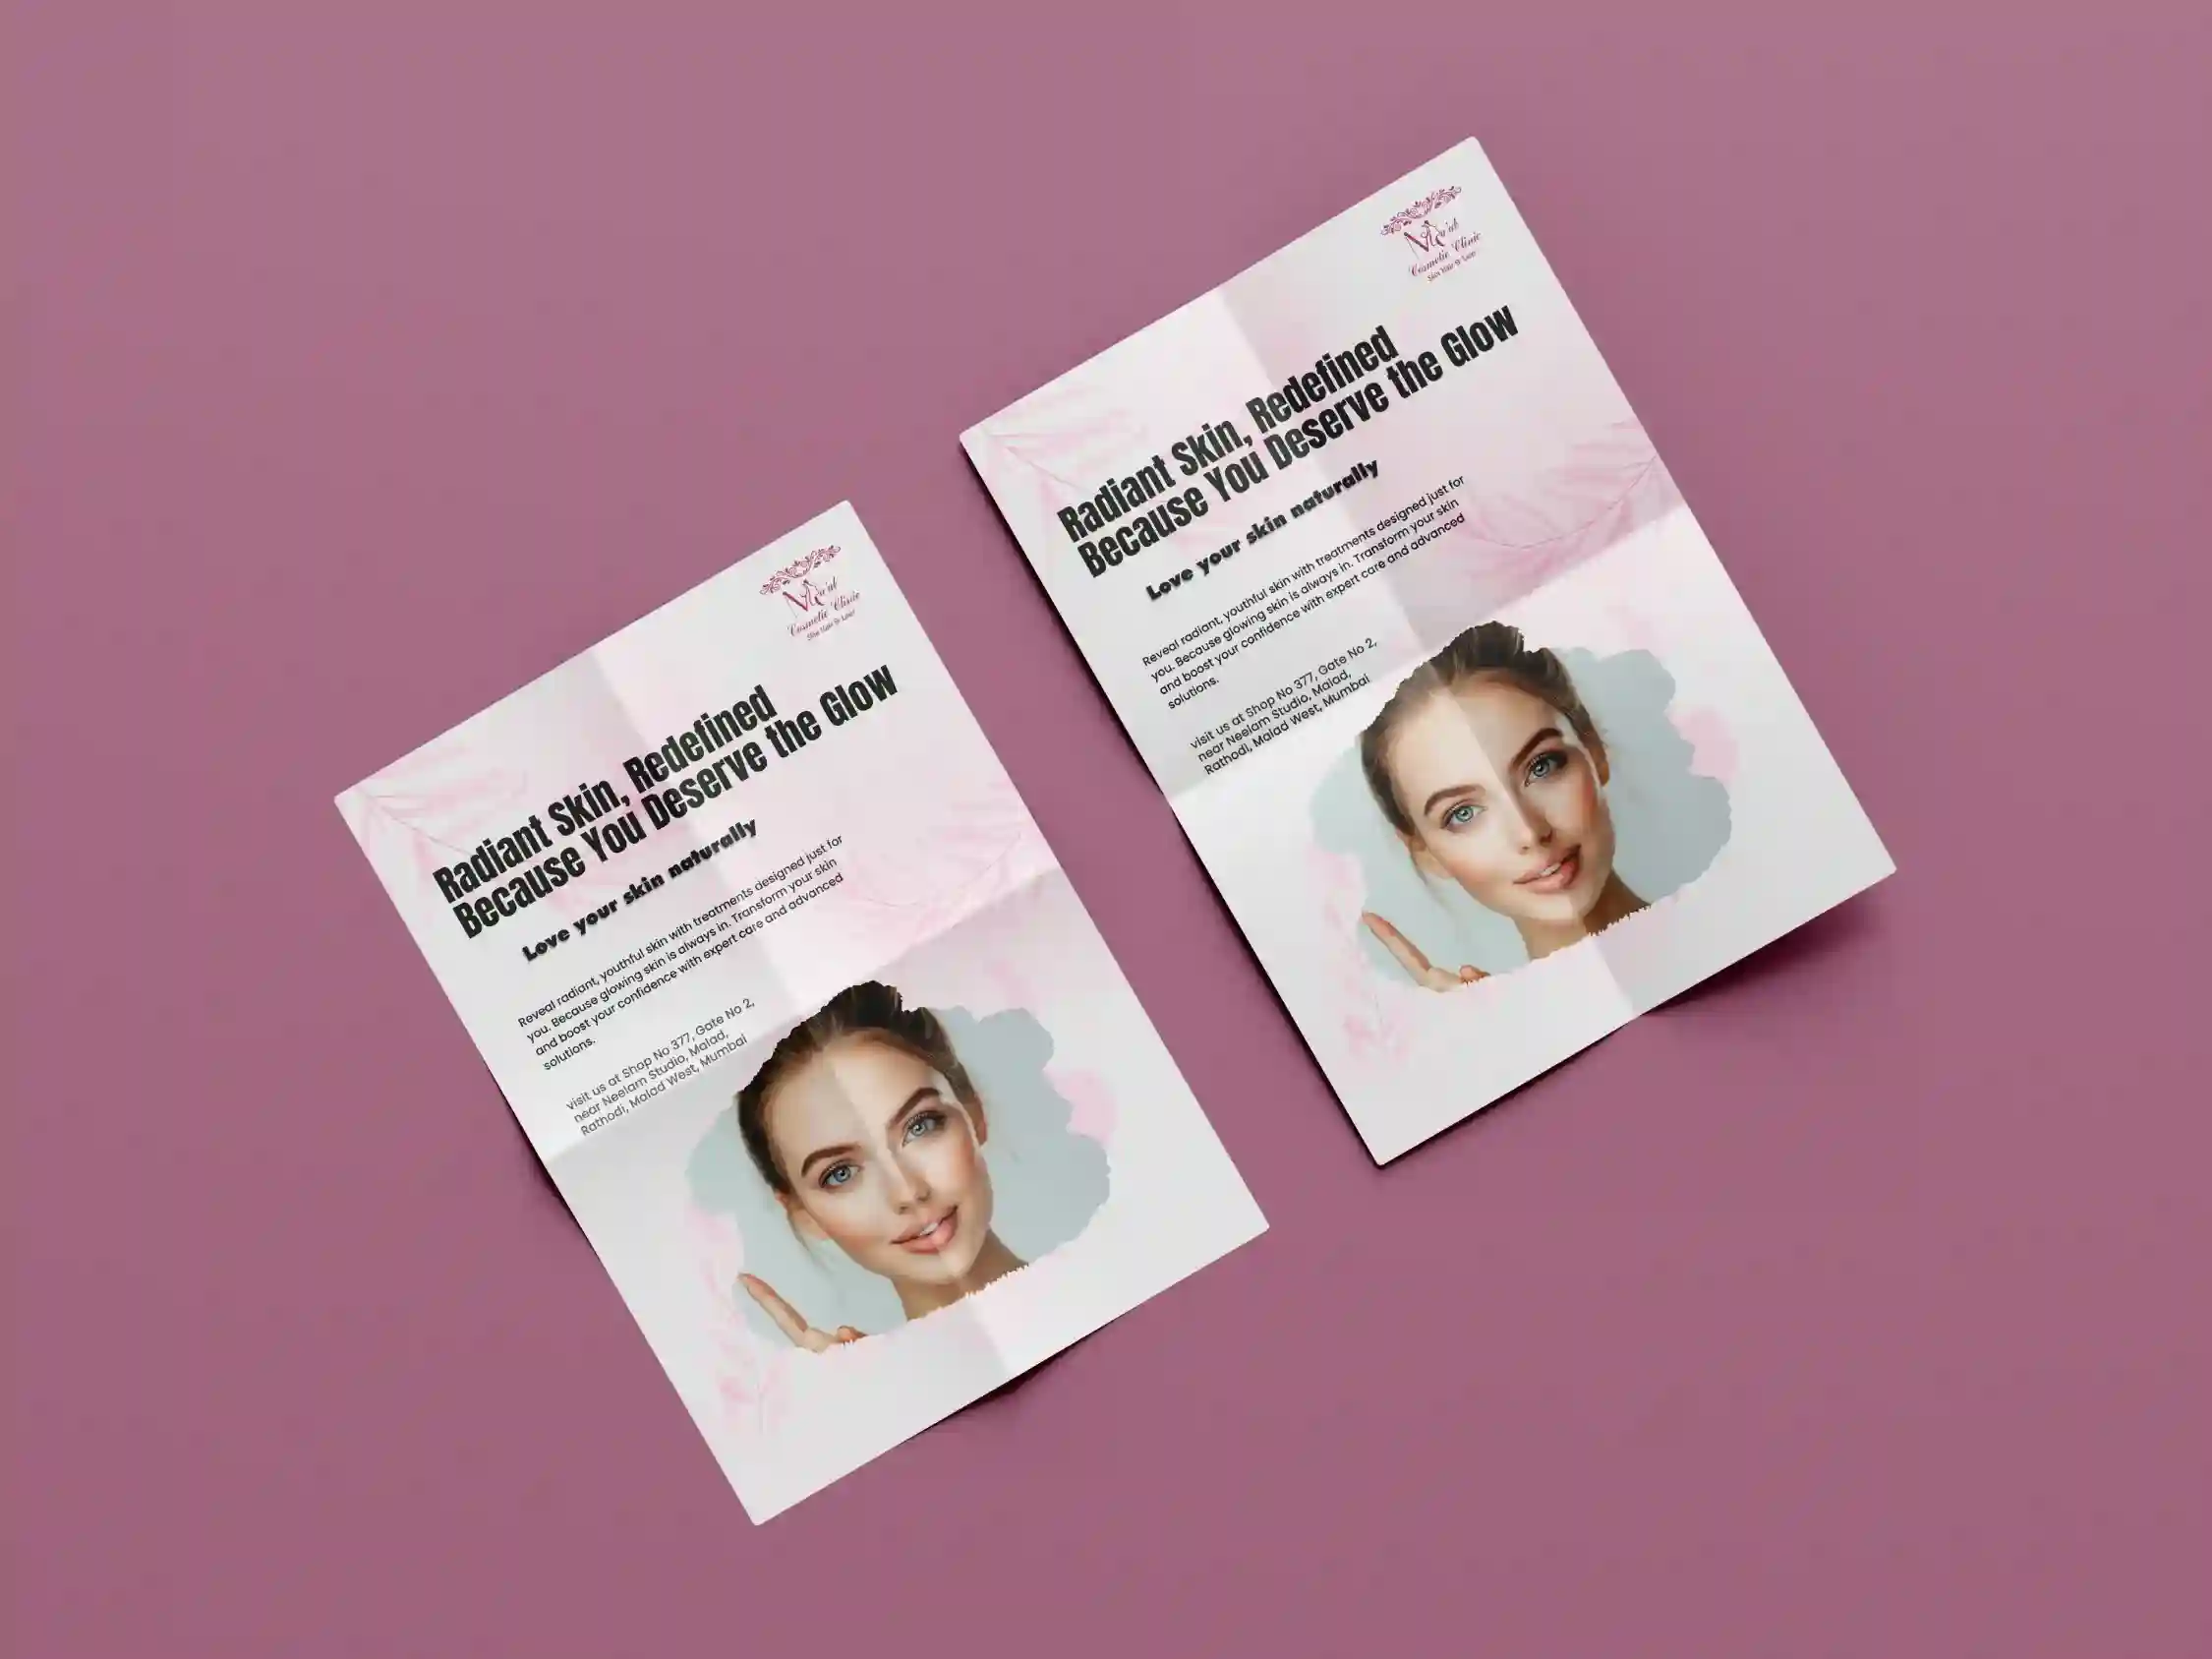 Cosmetic Clinic
Radiant Skin, Redefined
Because You Deserve the Glow
Love your skin naturally
Reveal radiant, youthful skin with treatments designed just for
you. Because glowing skin is always in. Transform your skin
and boost your confidence with expert care and advanced
solutions.
visit us at Shop No 377, Gate No 2,
near Neelam Studio, Malad,
Rathodi, Malad West, Mumbai
Cosmetic Clinic
Radiant Skin, Redefined
Because You Deserve the Glow
Love your skin naturally
Reveal radiant, youthful skin with treatments designed just for
you. Because glowing skin is always in. Transform your skin
and boost your confidence with expert care and advanced
solutions.
visit us at Shop No 377, Gate No 2,
near Neelam Studio, Malad,
Rathodi, Malad West, Mumbai